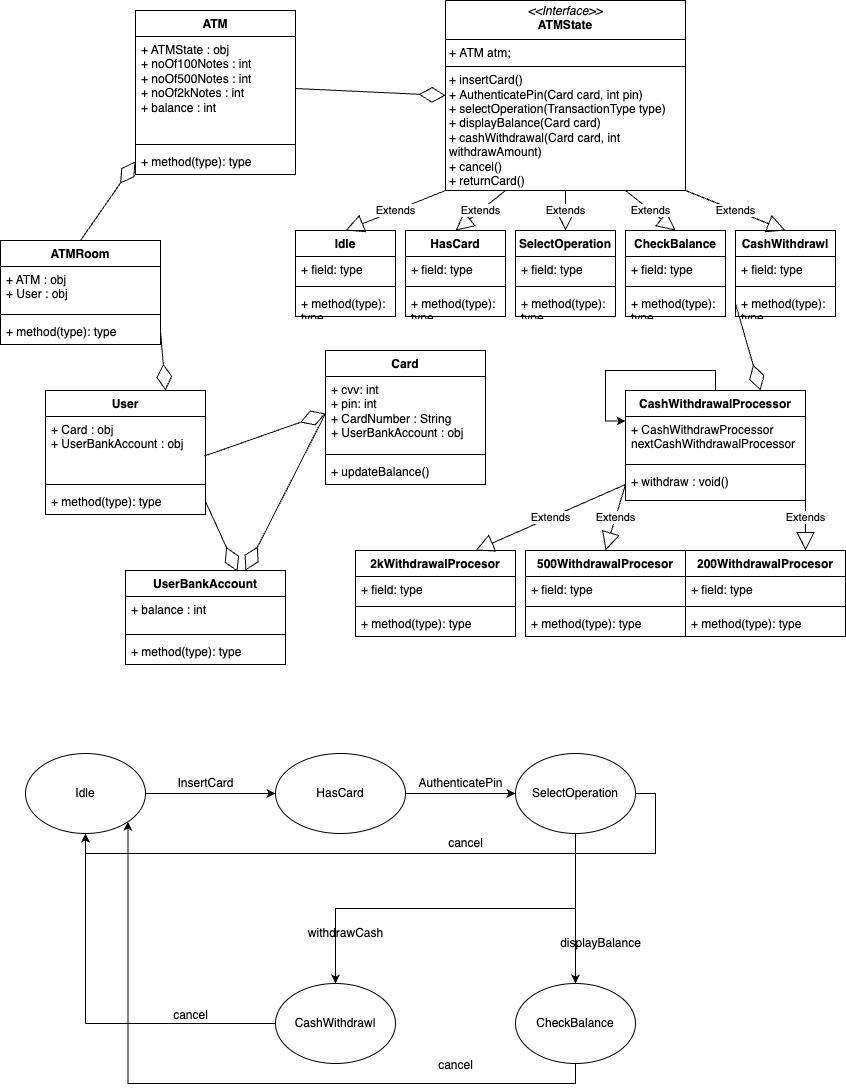 ATM
+ ATMState : obj
+ noOf100Notes : int
+ noOf500Notes : int
+ noOf2kNotes : int
+ balance : int
+ method(type): type
<<Interface>>
ATMState
+ ATM atm;
+ insertCard()
+ AuthenticatePin(Card card, int pin)
+ selectOperation(TransactionType type)
+ displayBalance(Card card)
+ cashWithdrawal(Card card, int
withdrawAmount)
+ cancel()
+ returnCard()
Extends
Extends
Extends
Extends
Extends
Idle
+ field: type
+ method(type):
type
HasCard
+ field: type
+ method(type):
type
SelectOperation
+ field: type
+ method(type):
type
CheckBalance
+ field: type
+ method(type):
type
CashWithdrawl
+ field: type
+ method(type):
type
ATMRoom
+ ATM : obj
+ User : obj
+ method(type): type
User
+ Card : obj
+ UserBankAccount : obj
+ method(type): type
Card
+ cvv: int
+ pin: int
+ CardNumber : String
+ UserBankAccount : obj
+ updateBalance()
CashWithdrawalProcessor
+ CashWithdrawProcessor
nextCashWithdrawalProcessor
+ withdraw : void()
Extends
Extends
Extends
UserBankAccount
+ balance : int
+ method(type): type
2kWithdrawalProcesor
+ field: type
+ method(type): type
500WithdrawalProcesor
+ field: type
+ method(type): type
200WithdrawalProcesor
+ field: type
+ method(type): type
Idle
InsertCard
HasCard
AuthenticatePin
SelectOperation
cancel
withdrawCash
displayBalance
cancel
CashWithdrawl
CheckBalance
cancel